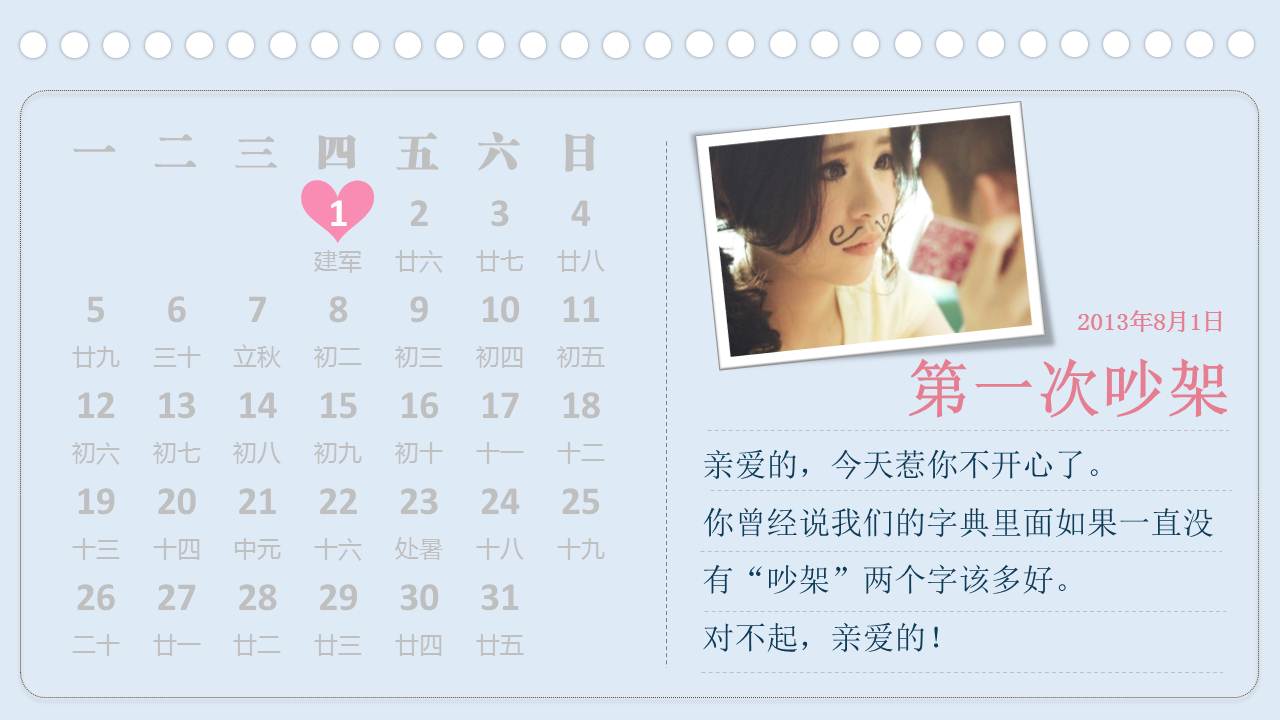 一 二 三 四 五 六 日
1 2 3 4
建军 廿六 廿七 廿八
5 6 7 8 9 10 11
廿九 三十 立秋 初二 初三 初四 初五
12 13 14 15 16 17 18
初六 初七 初八 初九 初十 十一 十二
19 20 21 22 23 24 25
十三 十四 中元 十六 处暑 十八 十九
26 27 28 29 30 31
二十 廿一 廿二 廿三 廿四 廿五
2013年8月1日
第一次吵架
亲爱的，今天惹你不开心了。
你曾经说我们的字典里面如果一直没
有“吵架”两个字该多好。
对不起，亲爱的！